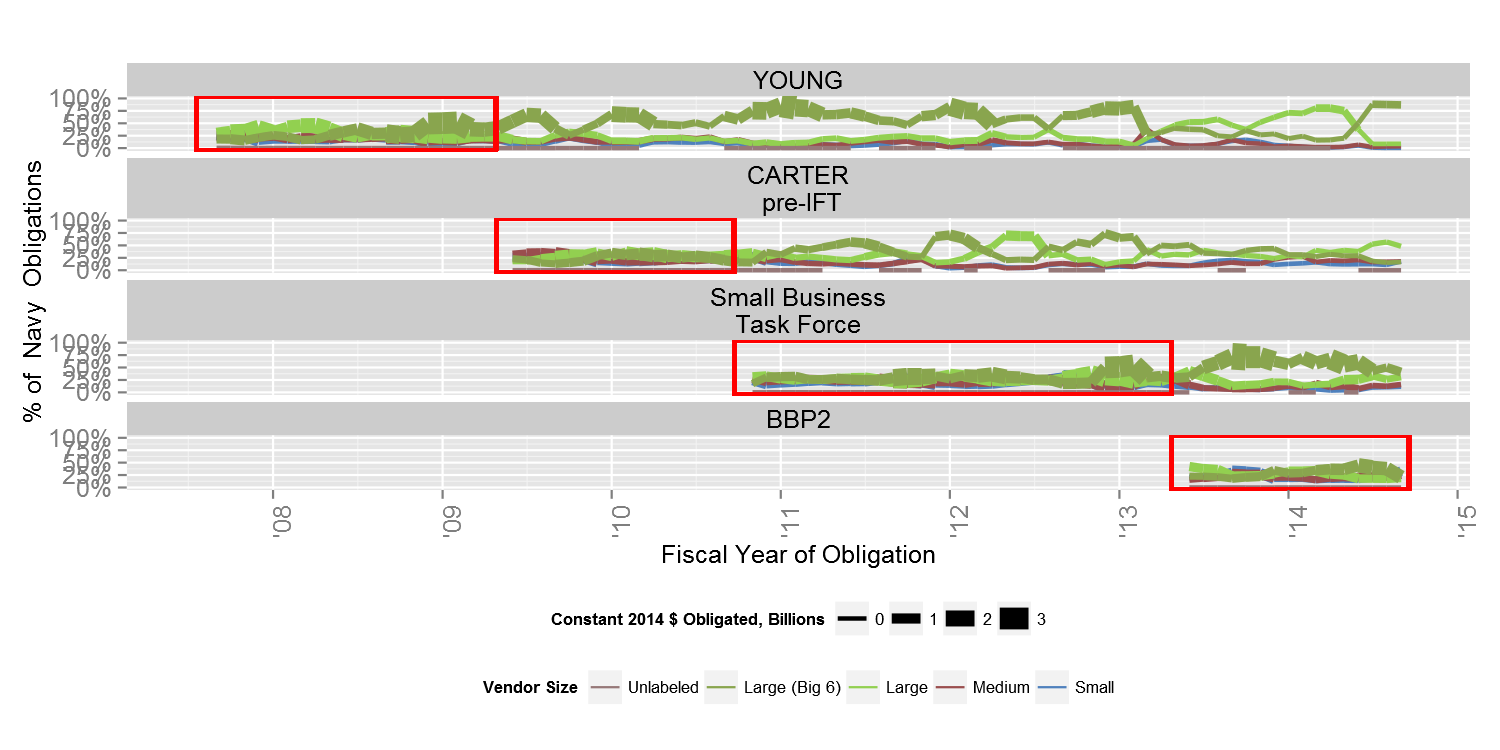 YOUNG
100%
75%
50%
25%
0%
CARTER
pre-IFT
100%
75%
50%
25%
0%
Small Business
Task Force
100%
75%
50%
25%
0%
BBP2
100%
75%
50%
25%
0%
% of Navy Obligations
'08 '09 '10 '11 '12 '13 '14 '15
Fiscal Year of Obligation
Constant 2014 $ Obligated, Billions 0 1 2 3
Vendor Size Unlabeled Large (Big 6) Large Medium Small